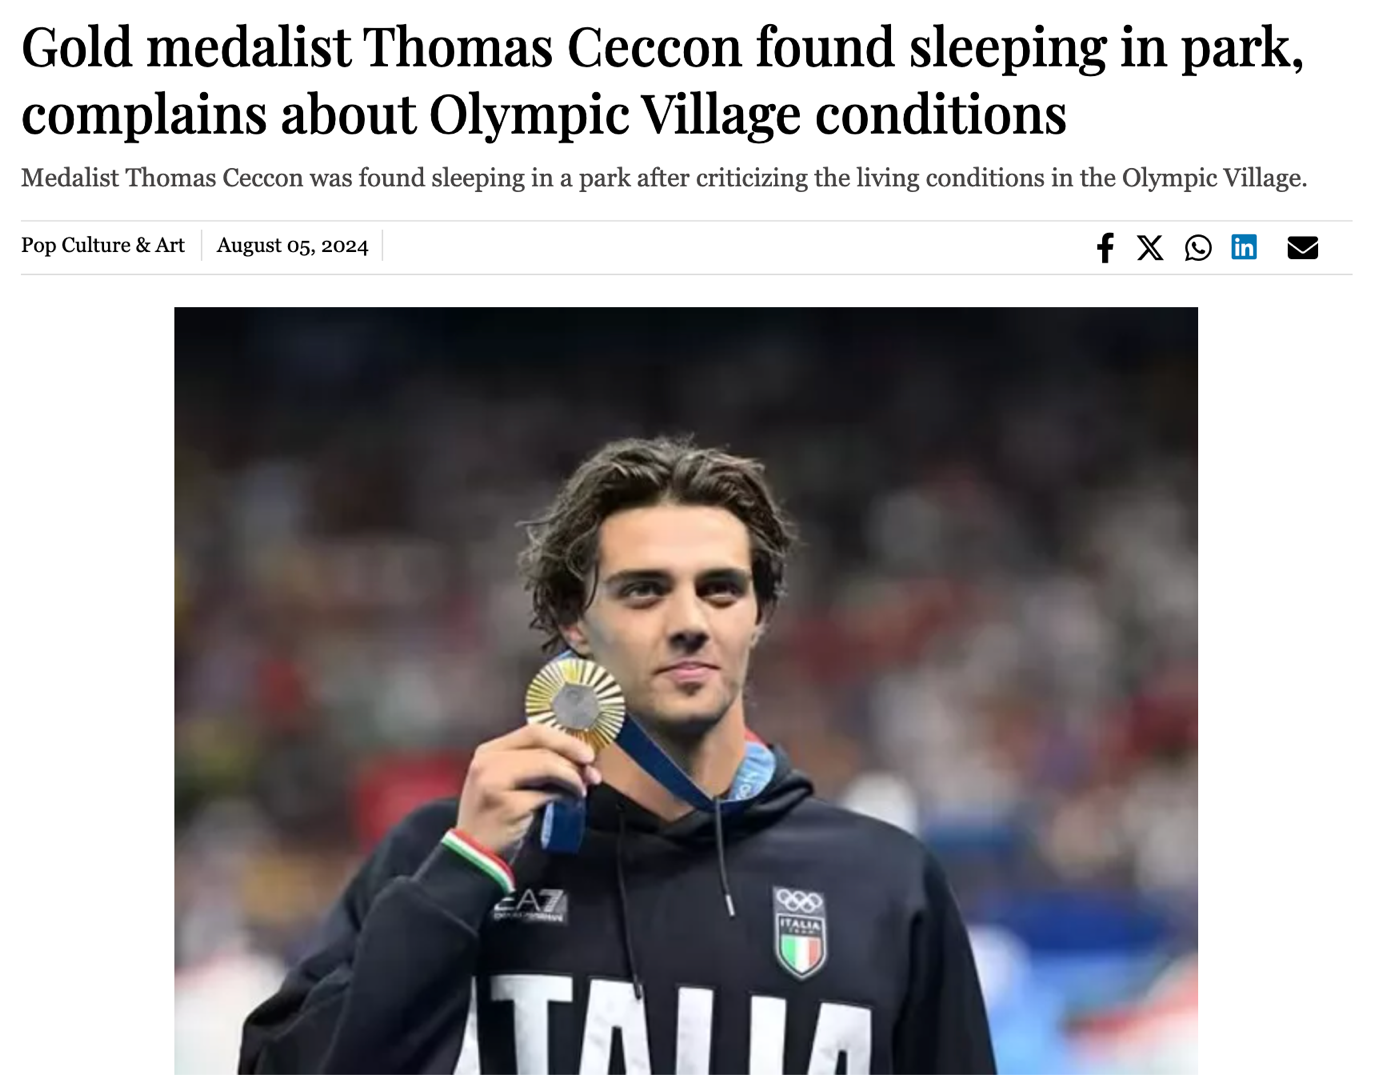 Gold medalist Thomas Ceccon found sleeping in park,
complains about Olympic Village conditions
Medalist Thomas Ceccon was found sleeping in a park after criticizing the living conditions in the Olympic Village.
Pop Culture & Art
August 05, 2024
EA7
ITALIA
TEAM
ITALIA